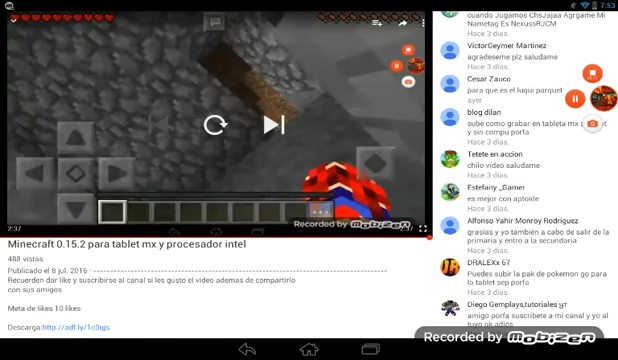 7:53
2:37
Recorded by mobizen
2:37
Minecraft 0.15.2 para tablet mx y procesador intel
488 vistas
Publicado el 8 jul. 2016 - ----------------------------------------------------------------------------------------
Recuerden dar like y suscribirse al canal si les gusto el video ademas de compartirlo
con sus amigos
Meta de likes 10 likes
Descarga:http://adf.ly/1c0qjs
cuando Jugamos ChsJajaa Agrgame Mi
Nametag Es NexussRJCM
Hace 3 días.
VictorGeymer Martinez
agradeseme plz saludame
Hace 3 días.
Cesar Zauco
para que es el luqui parquet
ayer
blog dilan
sube como grabar en tableta mx
y sin compu porfa
Hace 3 días.
Tetete en accion
chilo video saludame
Hace 3 días.
Estefany _Gamer
es mejor con aptoide
Hace 3 días.
Alfonso Yahir Monroy Rodriguez
grasias y yo también a cabo de salir de la
primaria y entro a la secundaria
Hace 3 días.
DRALEXx 67
Puedes subir la pak de pokemon go para
la tablet sep porfa
Hace 3 días.
Diego Gemplays,tutoriales yr
amigo porfa suscribete a mi canal y yo al
tuyo ok adiós
Recorded by mobizen